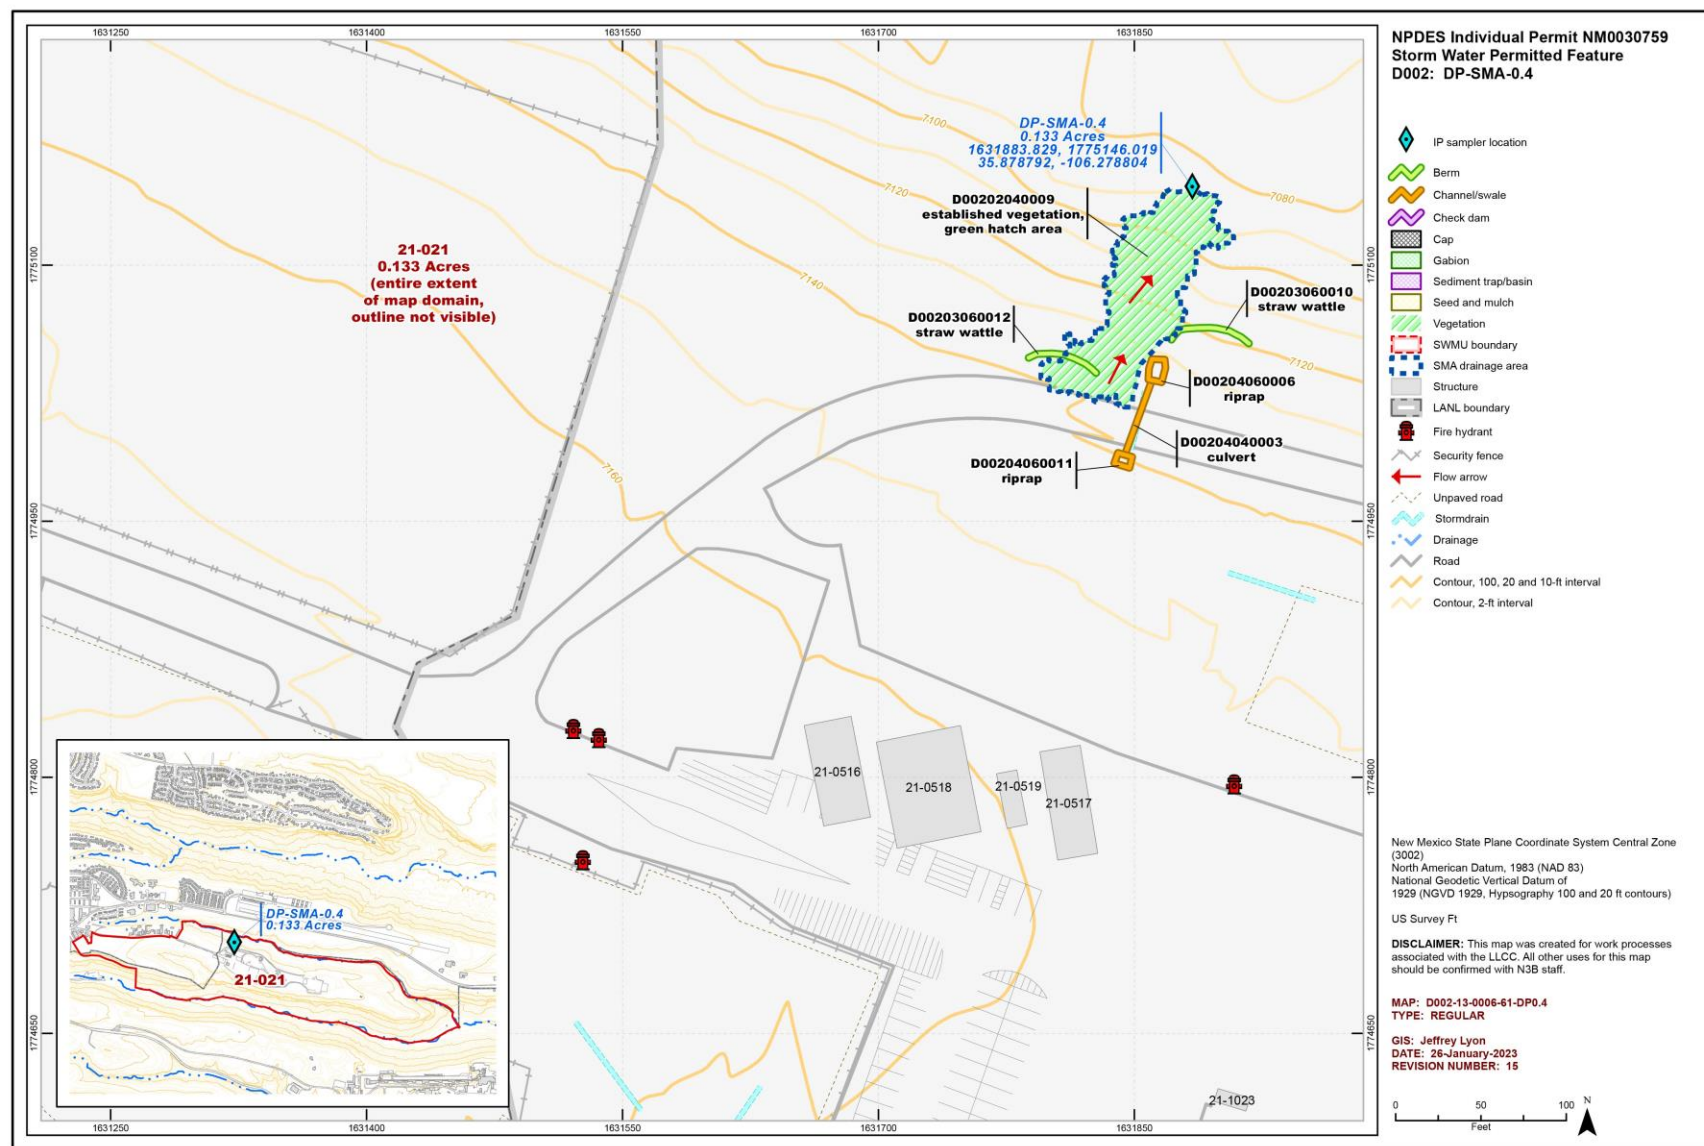 1631250
1631400
1631550
1631700
1631850
NPDES Individual Permit NM0030759
Storm Water Permitted Feature
D002: DP-SMA-0.4
DP-SMA-0.4
0.133 Acres
1631883.829, 1775146.019
35.878792, -106.278804
7100
7120
7080
D00202040009
established vegetation,
green hatch area
21-021
0.133 Acres
(entire extent
of map domain,
outline not visible)
1775100
1775100
7140
D00203060010
straw wattle
D00203060012
straw wattle
7120
D00204060006
riprap
D00204040003
culvert
D00204060011
riprap
7160
1774950
1774950
IP sampler location
Berm
Channel/swale
Check dam
Cap
Gabion
Sediment trap/basin
Seed and mulch
Vegetation
SWMU boundary
SMA drainage area
Structure
LANL boundary
Fire hydrant
Security fence
Flow arrow
Unpaved road
Stormdrain
Drainage
Road
Contour, 100, 20 and 10-ft interval
Contour, 2-ft interval
1774800
1774800
21-0516
21-0518
21-0519
21-0517
DP-SMA-0.4
0.133 Acres
21-021
1774650
1774650
21-1023
New Mexico State Plane Coordinate System Central Zone
(3002)
North American Datum, 1983 (NAD 83)
National Geodetic Vertical Datum of
1929 (NGVD 1929, Hypsography 100 and 20 ft contours)
US Survey Ft
DISCLAIMER: This map was created for work processes
associated with the LLCC. All other uses for this map
should be confirmed with N3B staff.
MAP: D002-13-0006-61-DP0.4
TYPE: REGULAR
GIS: Jeffrey Lyon
DATE: 26-January-2023
REVISION NUMBER: 15
0 50 100
Feet
N
1631250
1631400
1631550
1631700
1631850